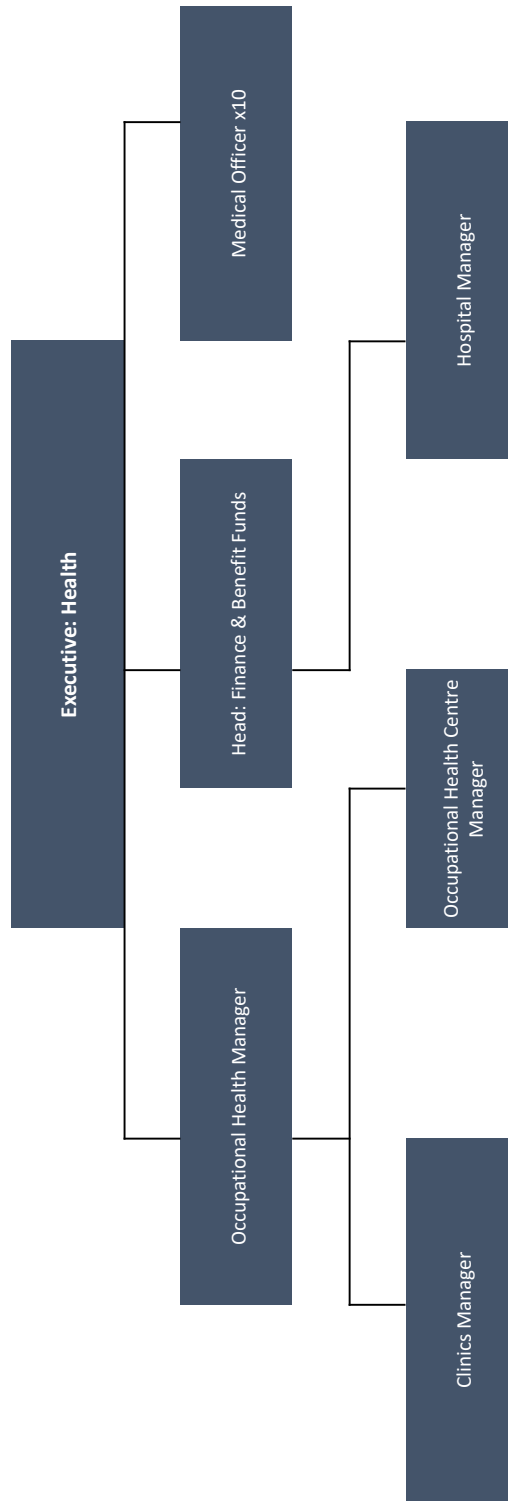 Executive: Health
Occupational Health Manager
Head: Finance & Benefit Funds
Medical Officer x10
Clinics Manager
Occupational Health Centre
Manager
Hospital Manager